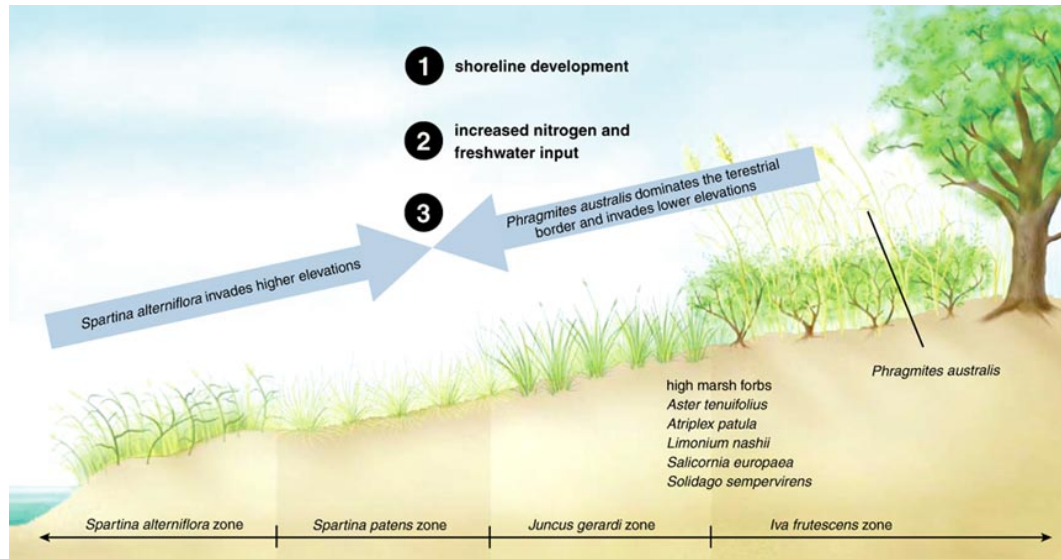 1 shoreline development
2 increased nitrogen and
freshwater input
3
Phragmites australis dominates the terestrial
border and invades lower elevations
Spartina alterniflora invades higher elevations
Phragmites australis
high marsh forbs
Aster tenuifolius
Atriplex patula
Limonium nashii
Salicornia europaea
Solidago sempervirens
Spartina alterniflora zone
Spartina patens zone
Juncus gerardi zone
Iva frutescens zone